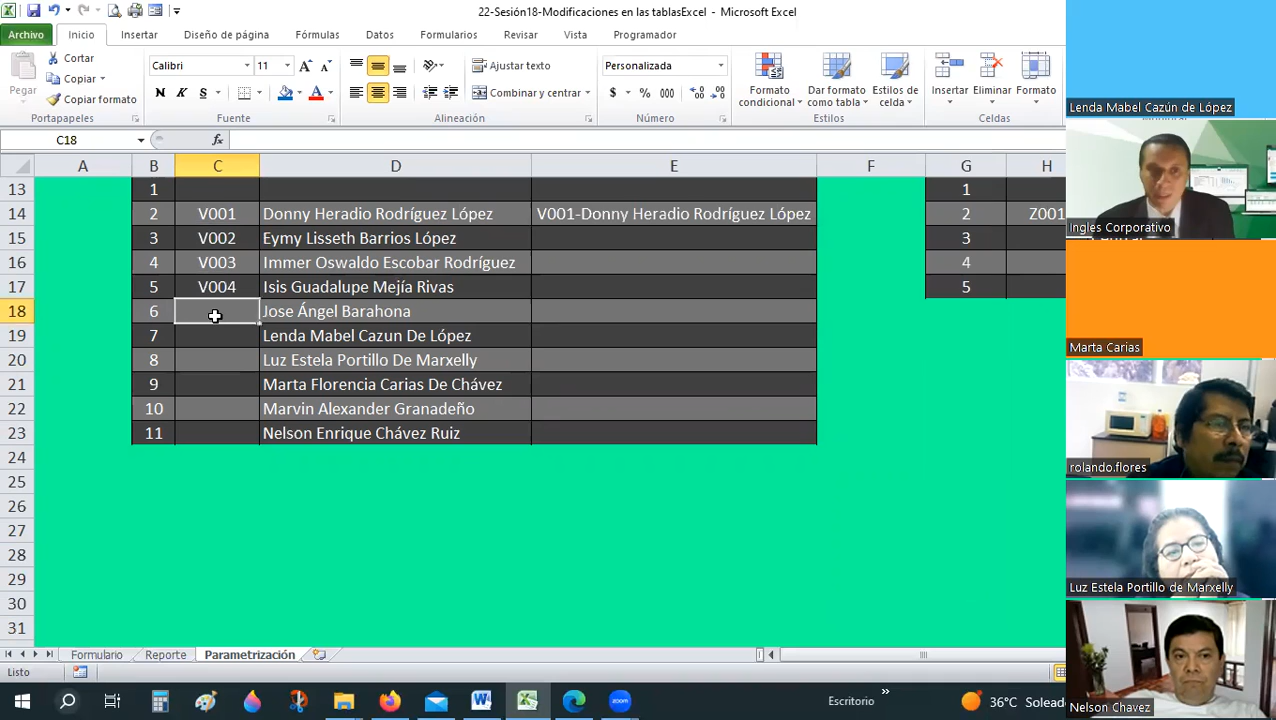 22-Sesión18-Modificaciones en las tablasExcel - Microsoft Excel
Archivo Inicio Insertar Diseño de página Fórmulas Datos Formularios Revisar Vista Programador
Pegar
Cortar
Copiar
Copiar formato
Portapapeles
Calibri 11
N K S
Fuente
Ajustar texto
Combinar y centrar
Alineación
Personalizada
$ % 000
Número
Formato condicional
Dar formato como tabla
Estilos de celda
Estilos
Insertar
Eliminar
Formato
Celdas
C18 fx
A B C D E F G H
13 1 1
14 2 V001 Donny Heradio Rodríguez López V001-Donny Heradio Rodríguez López 2 Z001
15 3 V002 Eymy Lisseth Barrios López 3
16 4 V003 Immer Oswaldo Escobar Rodríguez 4
17 5 V004 Isis Guadalupe Mejía Rivas 5
18 6 Jose Ángel Barahona
19 7 Lenda Mabel Cazun De López
20 8 Luz Estela Portillo De Marxelly
21 9 Marta Florencia Carias De Chávez
22 10 Marvin Alexander Granadeño
23 11 Nelson Enrique Chávez Ruiz
24
25
26
27
28
29
30
31
Formulario Reporte Parametrización
Listo
Escritorio
36°C Solead
Lenda Mabel Cazún de López
Ingles Corporativo
Marta Carias
rolando.flores
Luz Estela Portillo de Marxelly
Nelson Chavez